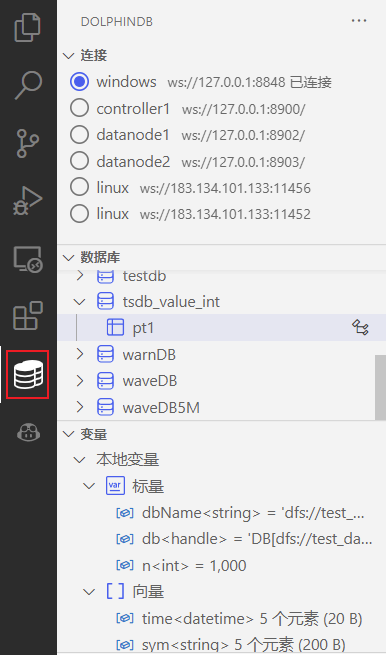 DOLPHINDB
连接
windows ws://127.0.0.1:8848 已连接
controller1 ws://127.0.0.1:8900/
datanode1 ws://127.0.0.1:8902/
datanode2 ws://127.0.0.1:8903/
linux ws://183.134.101.133:11456
linux ws://183.134.101.133:11452
数据库
testdb
tsdb_value_int
pt1
warnDB
waveDB
waveDB5M
变量
本地变量
var 标量
dbName<string> = 'dfs://test_...
db<handle> = 'DB[dfs://test_da...
n<int> = 1,000
向量
time<datetime> 5 个元素 (20 B)
sym<string> 5 个元素 (200 B)